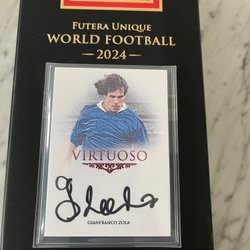 FUTERA UNIQUE
WORLD FOOTBALL
2024
VIRTUOSO
GIANFRANCO ZOLA